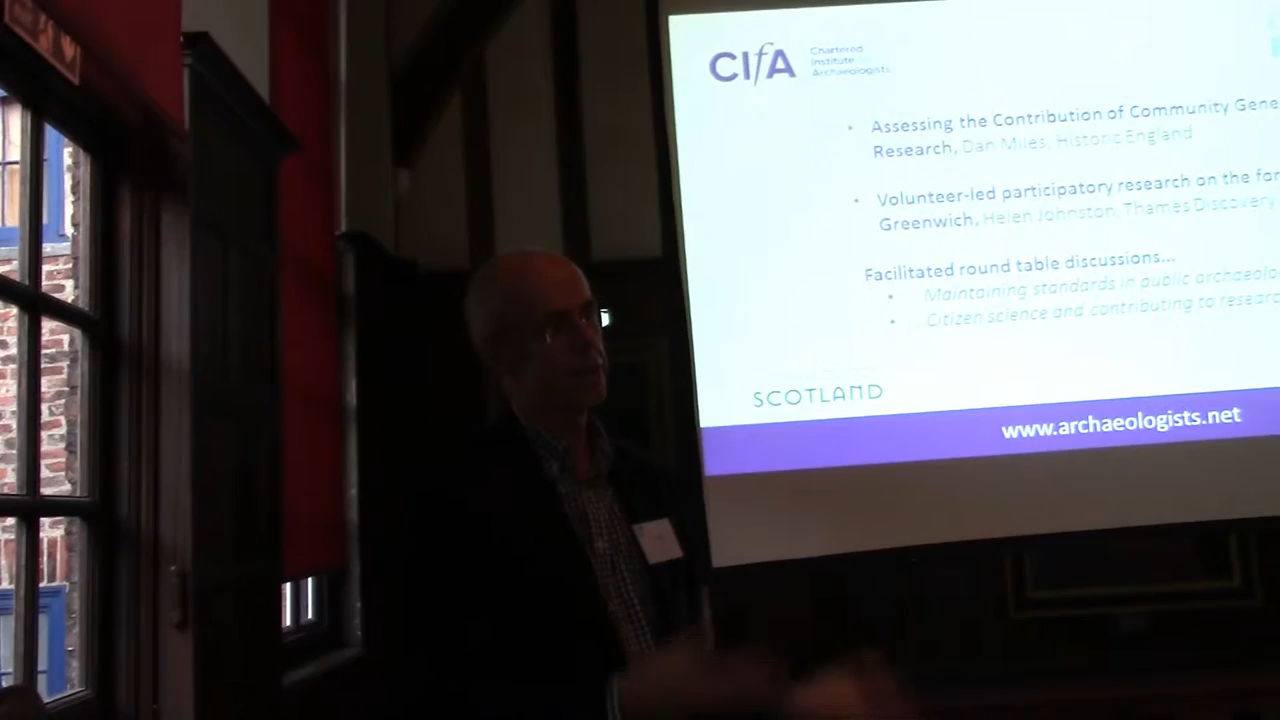 CIfA
Chartered
Institute
Archaeologists
• Assessing the Contribution of Community Gene
Research, Dan Miles, Historic England
• Volunteer-led participatory research on the for
Greenwich, Helen Johnston, Thames Discovery
Facilitated round table discussions...
• Maintaining standards in public archaeolo
• Citizen science and contributing to resear
SCOTLAND
www.archaeologists.net